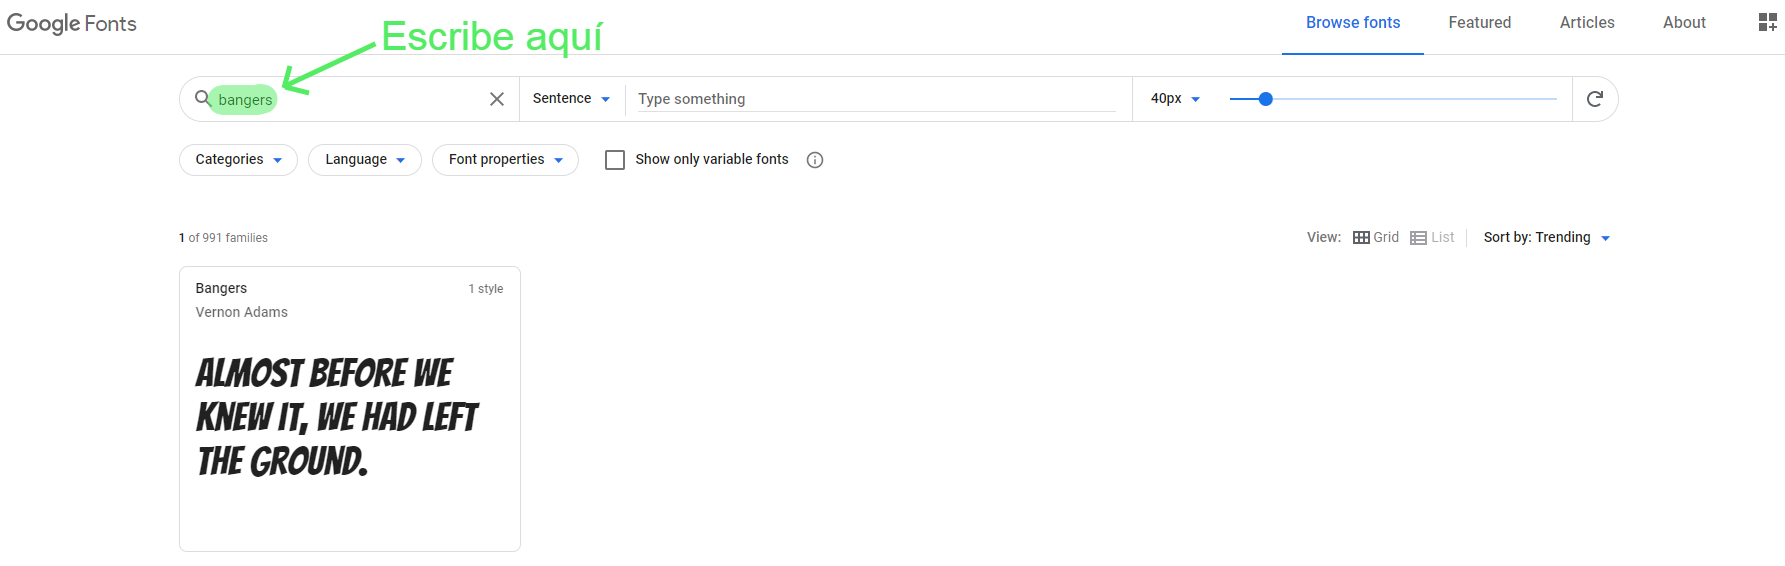 Google Fonts
Escribe aquí
Browse fonts
Featured
Articles
About
bangers
Sentence
Type something
40px
Categories
Language
Font properties
Show only variable fonts
1 of 991 families
View:
Grid
List
Sort by: Trending
Bangers
1 style
Vernon Adams
ALMOST BEFORE WE
KNEW IT, WE HAD LEFT
THE GROUND.